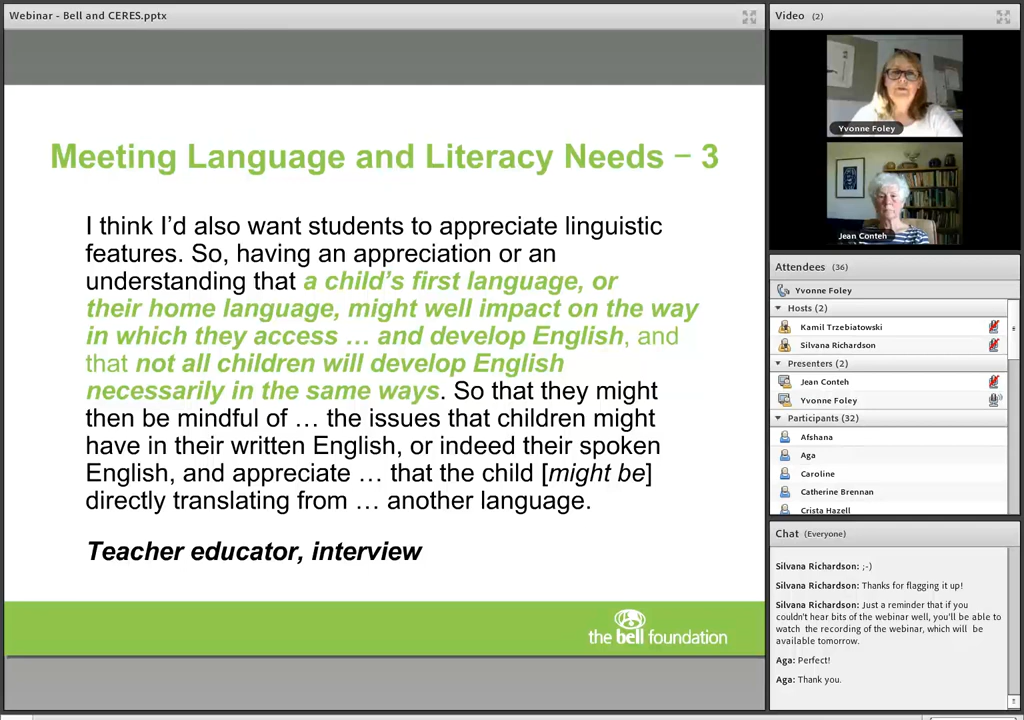 Webinar - Bell and CERES.pptx
Meeting Language and Literacy Needs – 3
I think I’d also want students to appreciate linguistic
features. So, having an appreciation or an
understanding that a child’s first language, or
their home language, might well impact on the way
in which they access … and develop English, and
that not all children will develop English
necessarily in the same ways. So that they might
then be mindful of … the issues that children might
have in their written English, or indeed their spoken
English, and appreciate … that the child [might be]
directly translating from … another language.
Teacher educator, interview
the bell foundation
Video (2)
Yvonne Foley
Jean Conteh
Attendees (36)
Yvonne Foley
Hosts (2)
Kamil Trzebiatowski
Silvana Richardson
Presenters (2)
Jean Conteh
Yvonne Foley
Participants (32)
Afshana
Aga
Caroline
Catherine Brennan
Crista Hazell
Chat (Everyone)
Silvana Richardson: ;-)
Silvana Richardson: Thanks for flagging it up!
Silvana Richardson: Just a reminder that if you
couldn't hear bits of the webinar well, you'll be able to
watch the recording of the webinar, which will be
available tomorrow.
Aga: Perfect!
Aga: Thank you.